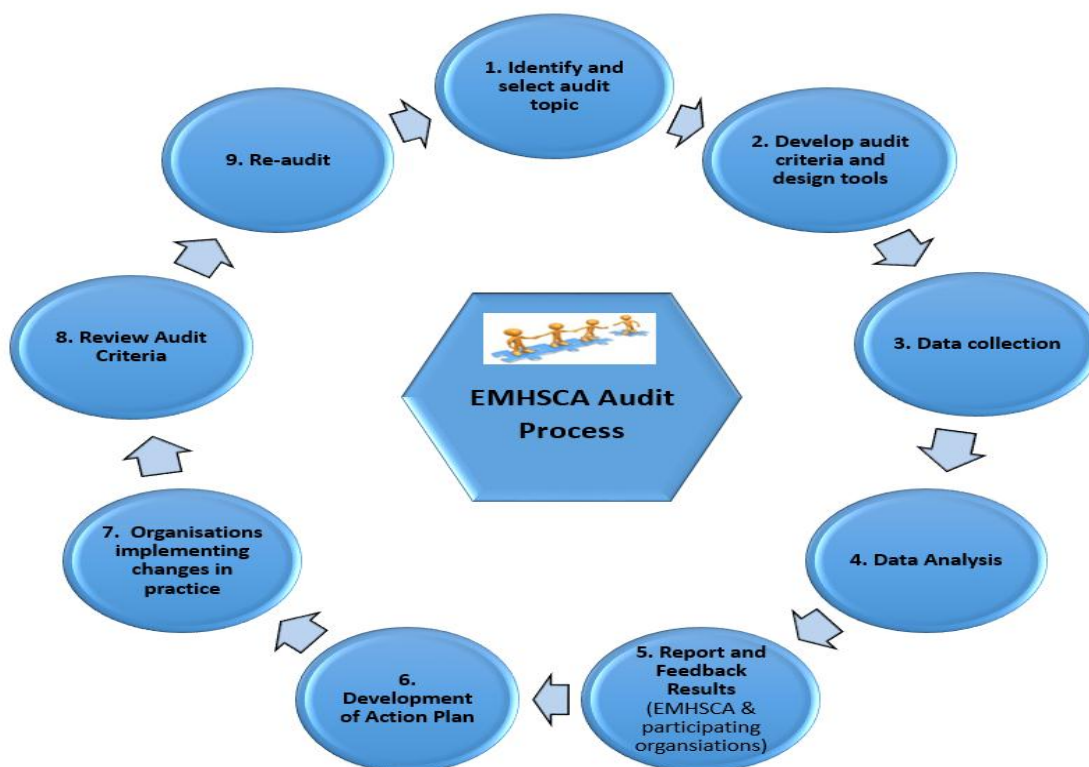 1. Identify and
select audit
topic
2. Develop audit
criteria and
design tools
3. Data collection
4. Data Analysis
5. Report and
Feedback
Results
(EMHSCA &
participating
organsiations)
6.
Development
of Action Plan
7. Organisations
implementing
changes in
practice
8. Review Audit
Criteria
9. Re-audit
EMHSCA Audit
Process